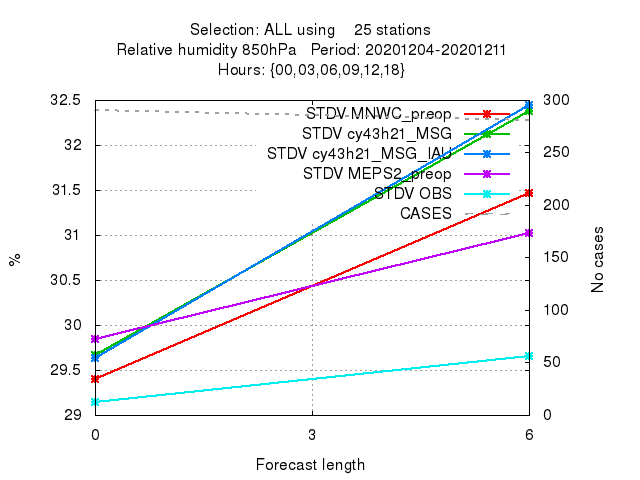 Selection: ALL using 25 stations
Relative humidity 850hPa Period: 20201204-20201211
Hours: {00,03,06,09,12,18}
32.5
32
31.5
31
30.5
30
29.5
29
%
STDV MNWC_preop
STDV cy43h21_MSG
STDV cy43h21_MSG_IAU
STDV MEPS2_preop
STDV OBS
CASES
300
250
200
150
100
50
0
No cases
0 3 6
Forecast length